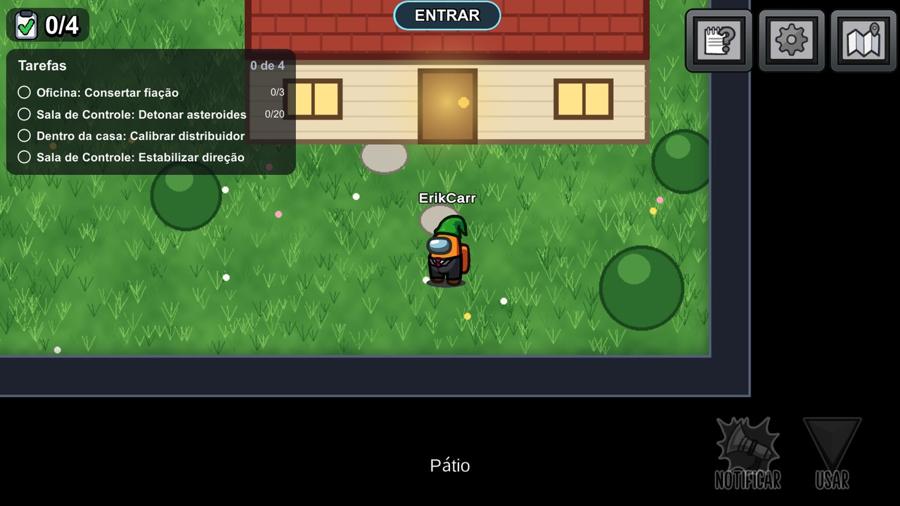 0/4
ENTRAR
Tarefas
0 de 4
Oficina: Consertar fiação
0/3
Sala de Controle: Detonar asteroides
0/20
Dentro da casa: Calibrar distribuidor
Sala de Controle: Estabilizar direção
ErikCarr
Pátio
NOTIFICAR
USAR